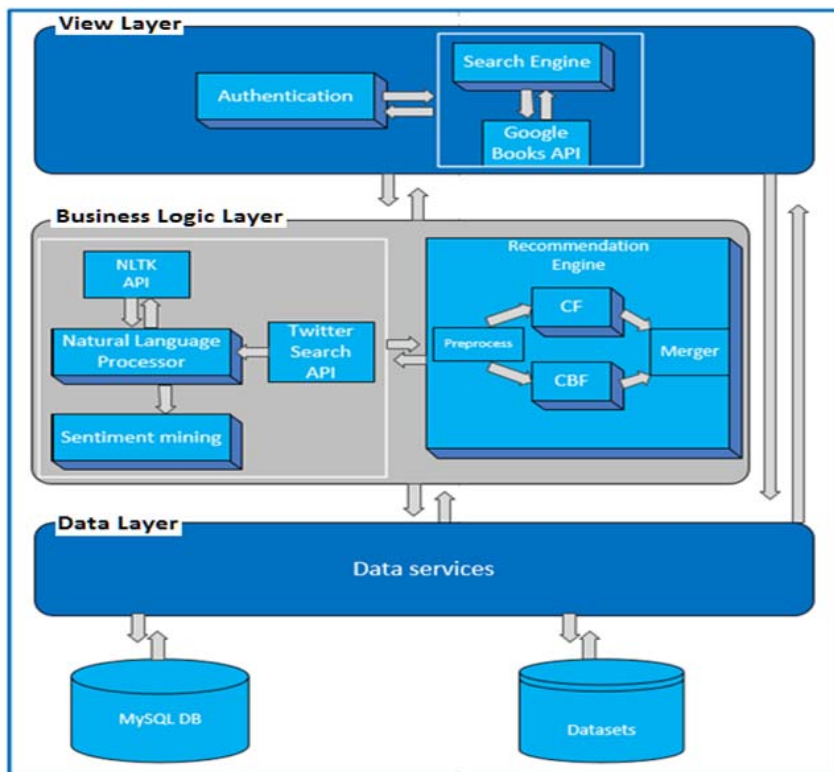 View Layer
Search Engine
Authentication
Google
Books API
Business Logic Layer
NLTK
API
Natural Language
Processor
Twitter
Search
API
Sentiment mining
Recommendation
Engine
Preprocess
CF
CBF
Merger
Data Layer
Data services
MySQL DB
Datasets